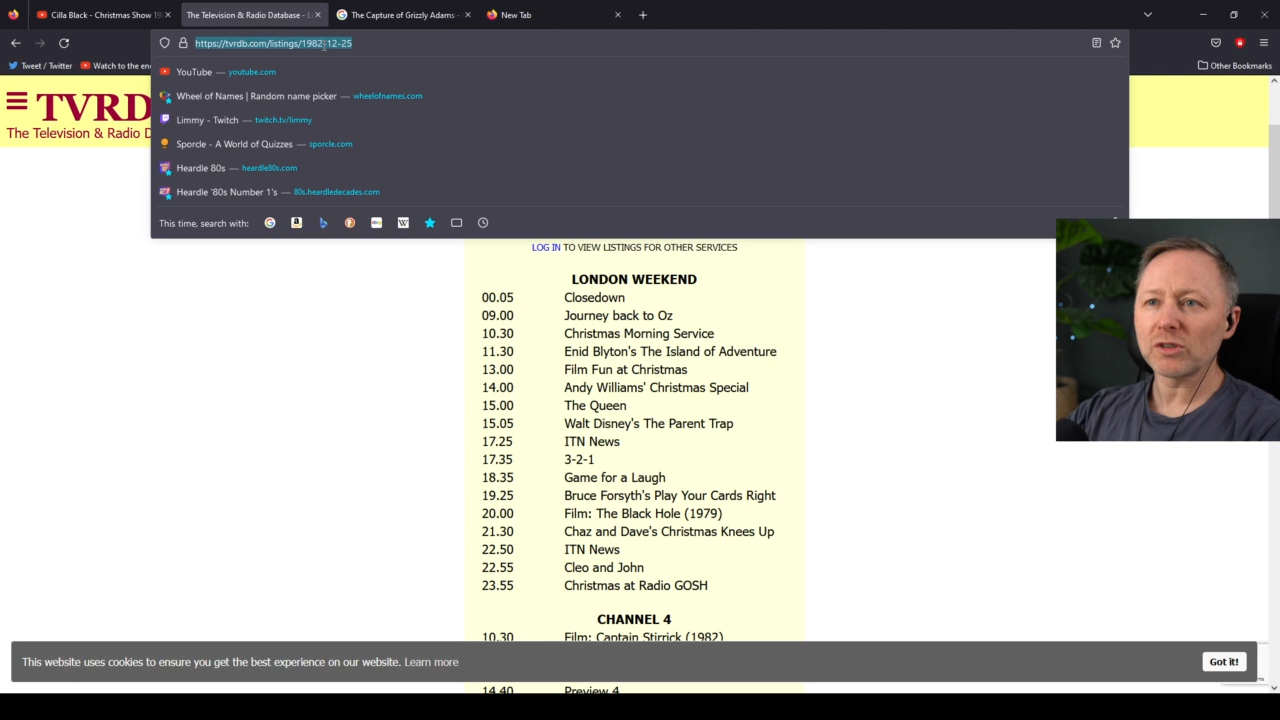 Cilla Black - Christmas Show 19
The Television & Radio Database - Li
The Capture of Grizzly Adams -
New Tab
https://tvrdb.com/listings/1982-12-25
Tweet / Twitter
Watch to the en
Other Bookmarks
YouTube — youtube.com
Wheel of Names | Random name picker — wheelofnames.com
Limmy - Twitch — twitch.tv/limmy
Sporcle - A World of Quizzes — sporcle.com
Heardle 80s — heardle80s.com
Heardle '80s Number 1's — 80s.heardledecades.com
This time, search with:
TVRD
The Television & Radio D
LOG IN TO VIEW LISTINGS FOR OTHER SERVICES
LONDON WEEKEND
00.05 Closedown
09.00 Journey back to Oz
10.30 Christmas Morning Service
11.30 Enid Blyton's The Island of Adventure
13.00 Film Fun at Christmas
14.00 Andy Williams' Christmas Special
15.00 The Queen
15.05 Walt Disney's The Parent Trap
17.25 ITN News
17.35 3-2-1
18.35 Game for a Laugh
19.25 Bruce Forsyth's Play Your Cards Right
20.00 Film: The Black Hole (1979)
21.30 Chaz and Dave's Christmas Knees Up
22.50 ITN News
22.55 Cleo and John
23.55 Christmas at Radio GOSH
CHANNEL 4
10.30 Film: Captain Stirrick (1982)
This website uses cookies to ensure you get the best experience on our website. Learn more
Got it!
14.40 Preview 4